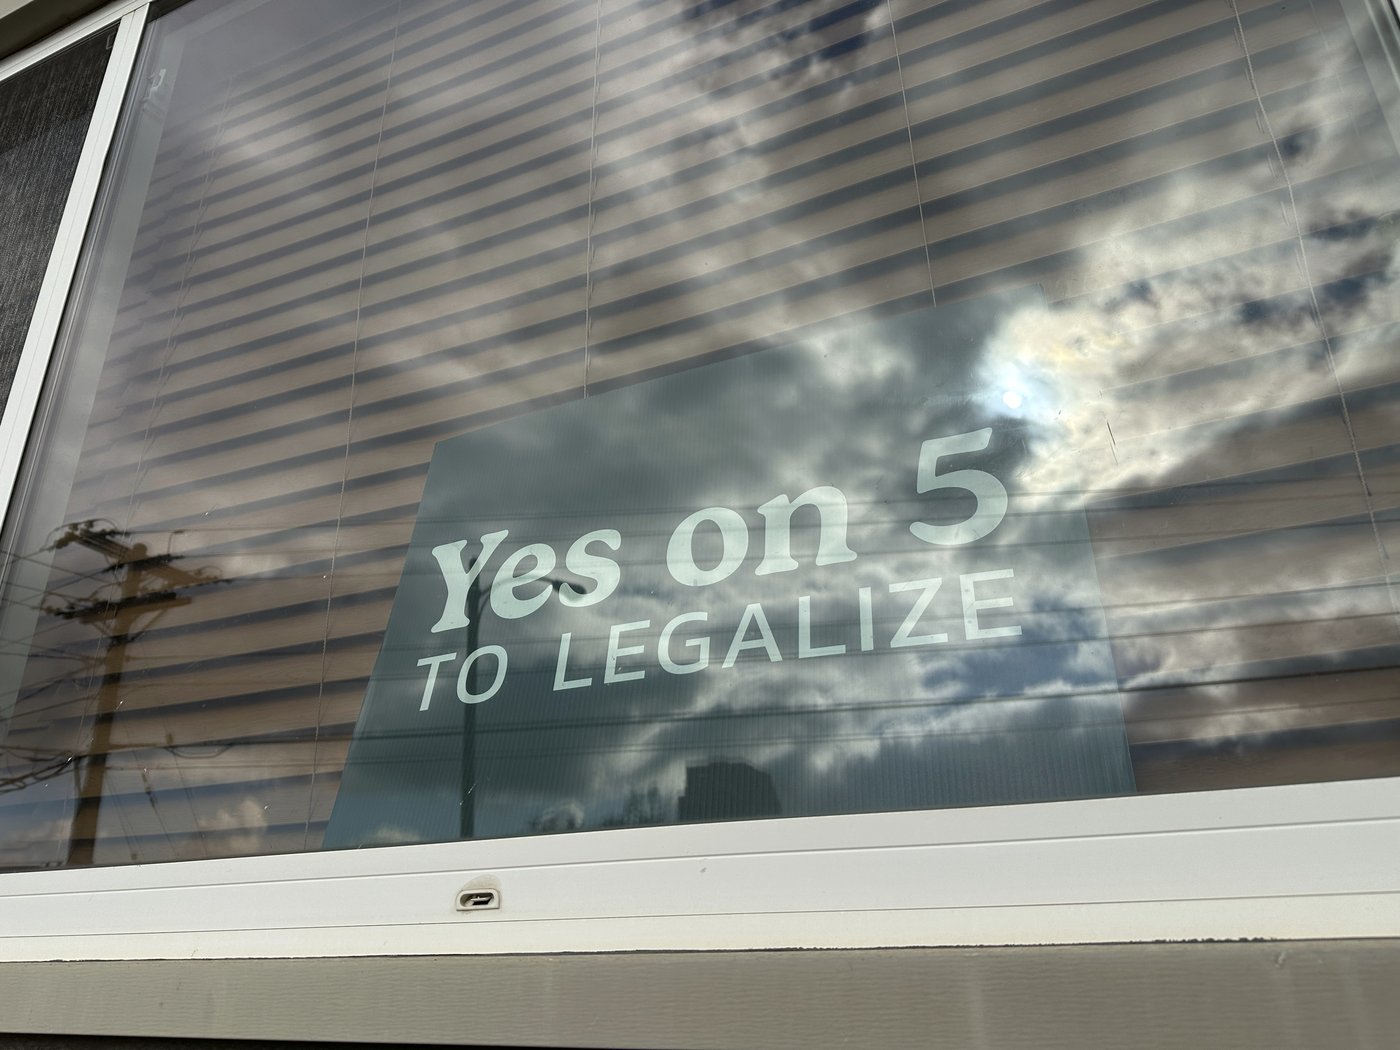 Yes on 5
TO LEGALIZE